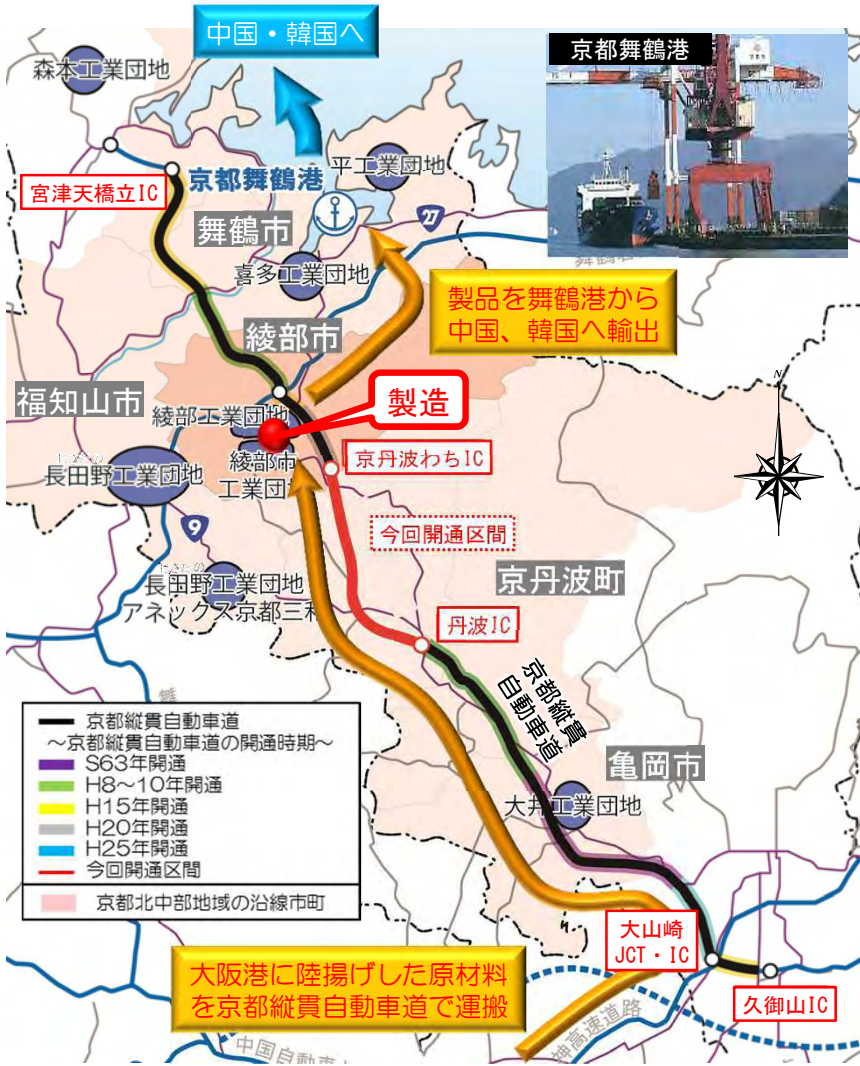 中国・韓国へ
京都舞鶴港
森本工業団地
宮津天橋立IC
京都舞鶴港
平工業団地
舞鶴市
27
喜多工業団地
製品を舞鶴港から
中国、韓国へ輸出
綾部市
福知山市
綾部工業団地
製造
綾部市
工業団
長田野工業団地
京丹波わちIC
9
今回開通区間
長田野工業団地
アネックス京都三和
京丹波町
丹波IC
京都縦貫
自動車道
N
亀岡市
大井工業団地
京都縦貫自動車道
～京都縦貫自動車道の開通時期～
S63年開通
H8～10年開通
H15年開通
H20年開通
H25年開通
今回開通区間
京都北中部地域の沿線市町
大山崎
JCT・IC
久御山IC
大阪港に陸揚げした原材料
を京都縦貫自動車道で運搬
神高速道路
中国自動車